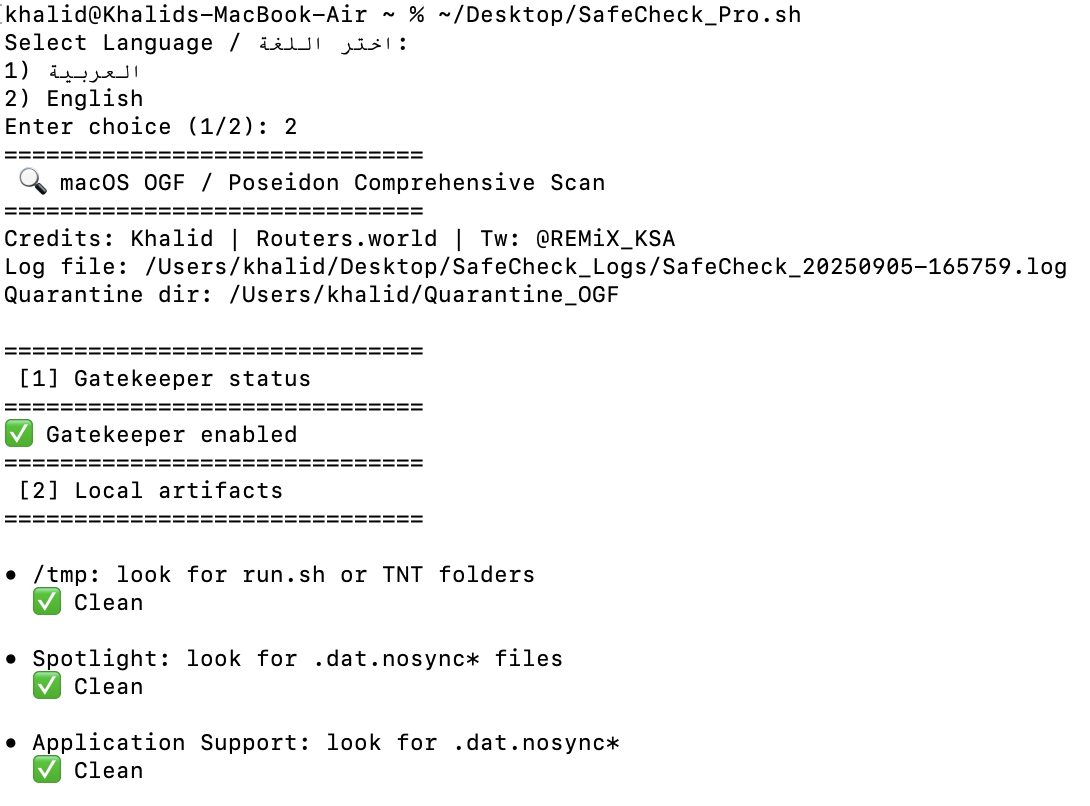 khalid@Khalids-MacBook-Air ~ % ~/Desktop/SafeCheck_Pro.sh
Select Language / اختر اللغة:
1) العربية
2) English
Enter choice (1/2): 2
==============================
🔍 macOS OGF / Poseidon Comprehensive Scan
==============================
Credits: Khalid | Routers.world | Tw: @REMiX_KSA
Log file: /Users/khalid/Desktop/SafeCheck_Logs/SafeCheck_20250905-165759.log
Quarantine dir: /Users/khalid/Quarantine_OGF
==============================
[1] Gatekeeper status
==============================
✅ Gatekeeper enabled
==============================
[2] Local artifacts
==============================
• /tmp: look for run.sh or TNT folders
✅ Clean
• Spotlight: look for .dat.nosync* files
✅ Clean
• Application Support: look for .dat.nosync*
✅ Clean